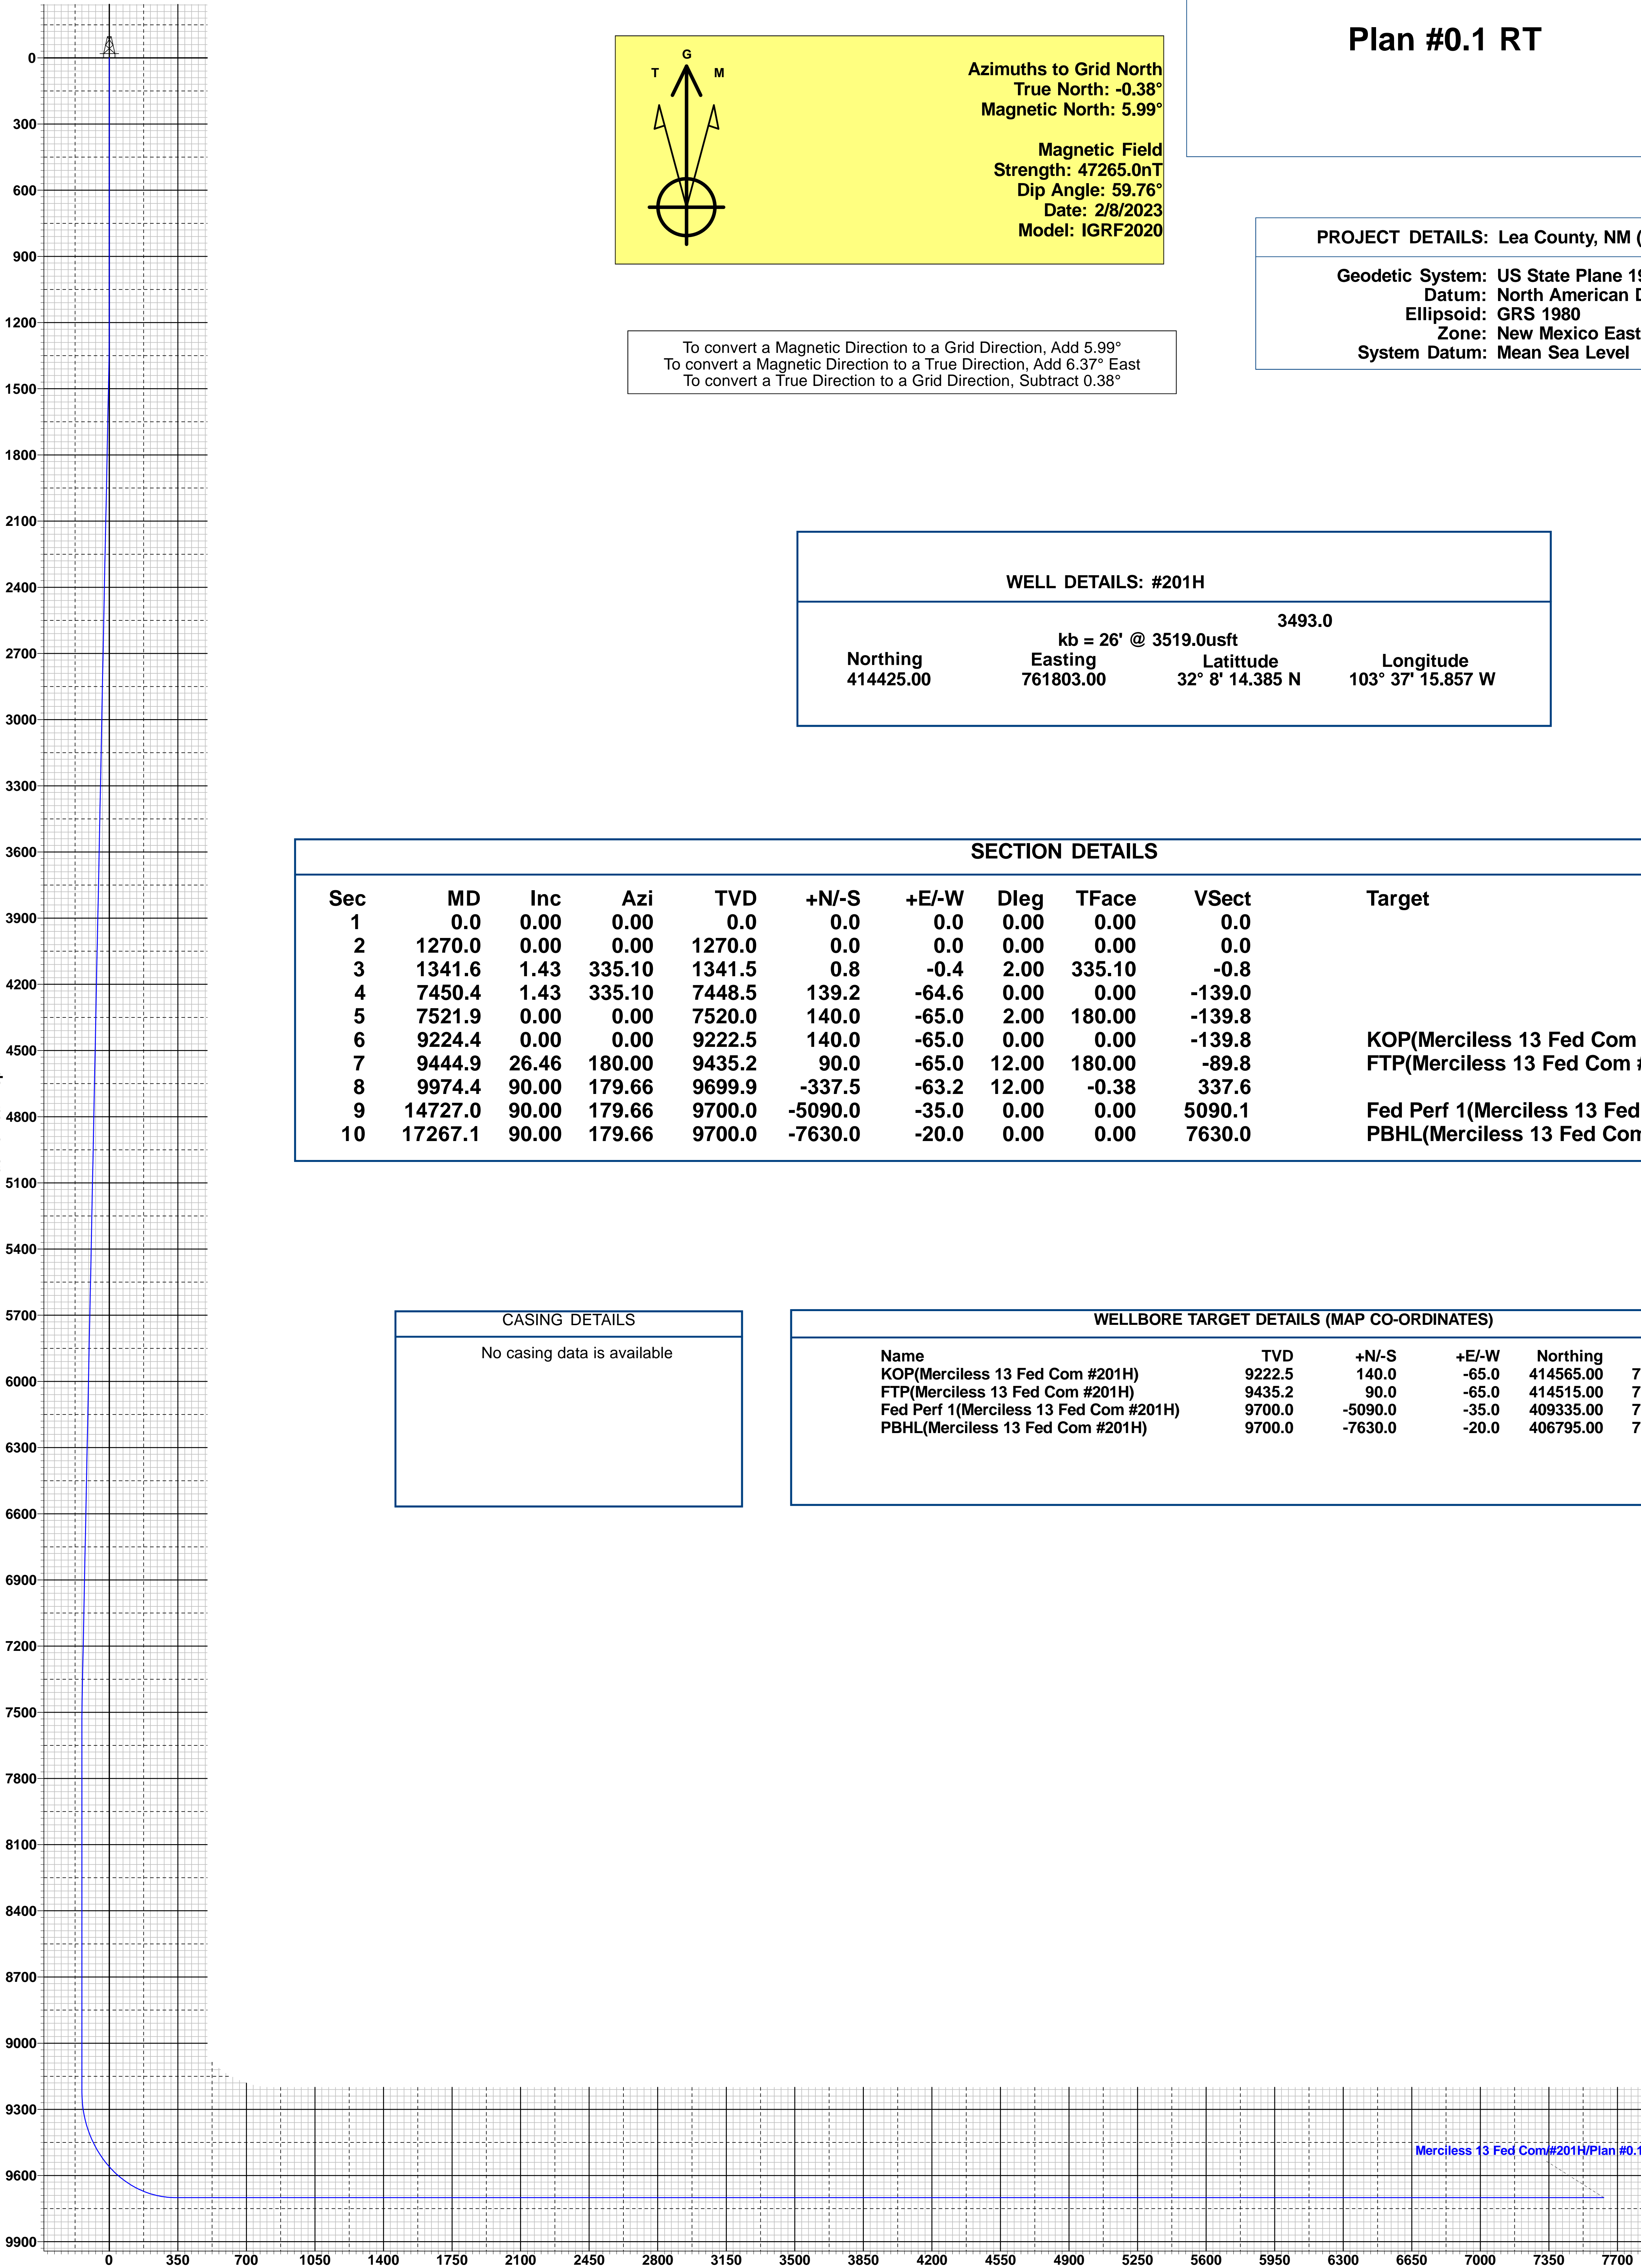 Plan #0.1 RT
G
T M
Azimuths to Grid North
True North: -0.38°
Magnetic North: 5.99°
Magnetic Field
Strength: 47265.0nT
Dip Angle: 59.76°
Date: 2/8/2023
Model: IGRF2020
PROJECT DETAILS: Lea County, NM (
Geodetic System: US State Plane 19
Datum: North American D
Ellipsoid: GRS 1980
Zone: New Mexico East
System Datum: Mean Sea Level
To convert a Magnetic Direction to a Grid Direction, Add 5.99°
To convert a Magnetic Direction to a True Direction, Add 6.37° East
To convert a True Direction to a Grid Direction, Subtract 0.38°
WELL DETAILS: #201H
3493.0
kb = 26' @ 3519.0usft
Northing Easting Latittude Longitude
414425.00 761803.00 32° 8' 14.385 N 103° 37' 15.857 W
SECTION DETAILS
Sec MD Inc Azi TVD +N/-S +E/-W Dleg TFace VSect Target
1 0.0 0.00 0.00 0.0 0.0 0.0 0.00 0.00 0.0
2 1270.0 0.00 0.00 1270.0 0.0 0.0 0.00 0.00 0.0
3 1341.6 1.43 335.10 1341.5 0.8 -0.4 2.00 335.10 -0.8
4 7450.4 1.43 335.10 7448.5 139.2 -64.6 0.00 0.00 -139.0
5 7521.9 0.00 0.00 7520.0 140.0 -65.0 2.00 180.00 -139.8
6 9224.4 0.00 0.00 9222.5 140.0 -65.0 0.00 0.00 -139.8 KOP(Merciless 13 Fed Com
7 9444.9 26.46 180.00 9435.2 90.0 -65.0 12.00 180.00 -89.8 FTP(Merciless 13 Fed Com #
8 9974.4 90.00 179.66 9699.9 -337.5 -63.2 12.00 -0.38 337.6
9 14727.0 90.00 179.66 9700.0 -5090.0 -35.0 0.00 0.00 5090.1 Fed Perf 1(Merciless 13 Fed
10 17267.1 90.00 179.66 9700.0 -7630.0 -20.0 0.00 0.00 7630.0 PBHL(Merciless 13 Fed Com
CASING DETAILS
No casing data is available
WELLBORE TARGET DETAILS (MAP CO-ORDINATES)
Name TVD +N/-S +E/-W Northing
KOP(Merciless 13 Fed Com #201H) 9222.5 140.0 -65.0 414565.00 7
FTP(Merciless 13 Fed Com #201H) 9435.2 90.0 -65.0 414515.00 7
Fed Perf 1(Merciless 13 Fed Com #201H) 9700.0 -5090.0 -35.0 409335.00 7
PBHL(Merciless 13 Fed Com #201H) 9700.0 -7630.0 -20.0 406795.00 7
0
300
600
900
1200
1500
1800
2100
2400
2700
3000
3300
3600
3900
4200
4500
4800
5100
5400
5700
6000
6300
6600
6900
7200
7500
7800
8100
8400
8700
9000
9300
9600
9900
Merciless 13 Fed Com/#201H/Plan #0.1
0 350 700 1050 1400 1750 2100 2450 2800 3150 3500 3850 4200 4550 4900 5250 5600 5950 6300 6650 7000 7350 7700